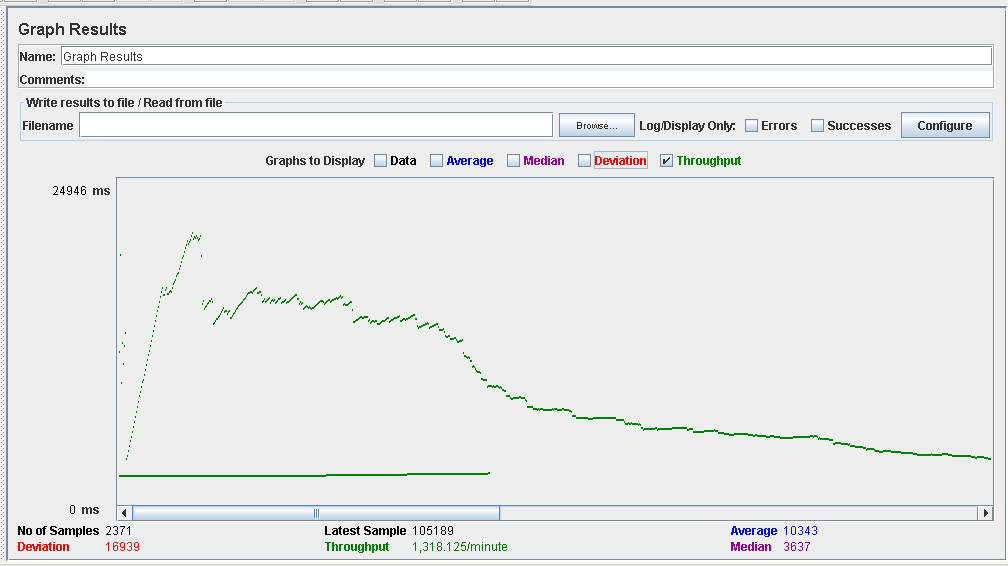 Graph Results
Name: Graph Results
Comments:
Write results to file / Read from file
Filename Browse... Log/Display Only: Errors Successes Configure
Graphs to Display Data Average Median Deviation Throughput
24946 ms
0 ms
No of Samples 2371 Latest Sample 105189 Average 10343
Deviation 16939 Throughput 1,318.125/minute Median 3637